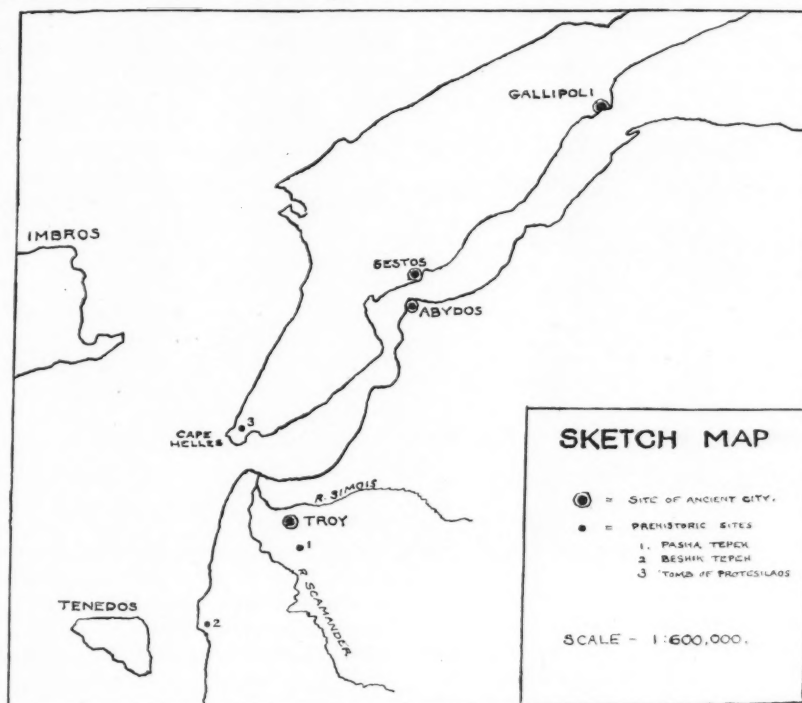 GALLIPOLI
IMBROS
SESTOS
ABYDOS
3
CAPE
HELLES
R. SIMOIS
TROY
1
R. SCAMANDER
TENEDOS
2
SKETCH MAP
= SITE OF ANCIENT CITY.
= PREHISTORIC SITES
1. PASHA TEPEH
2 BESHIK TEPEH
3 TOMB OF PROTESILAOS
SCALE - 1:600,000.